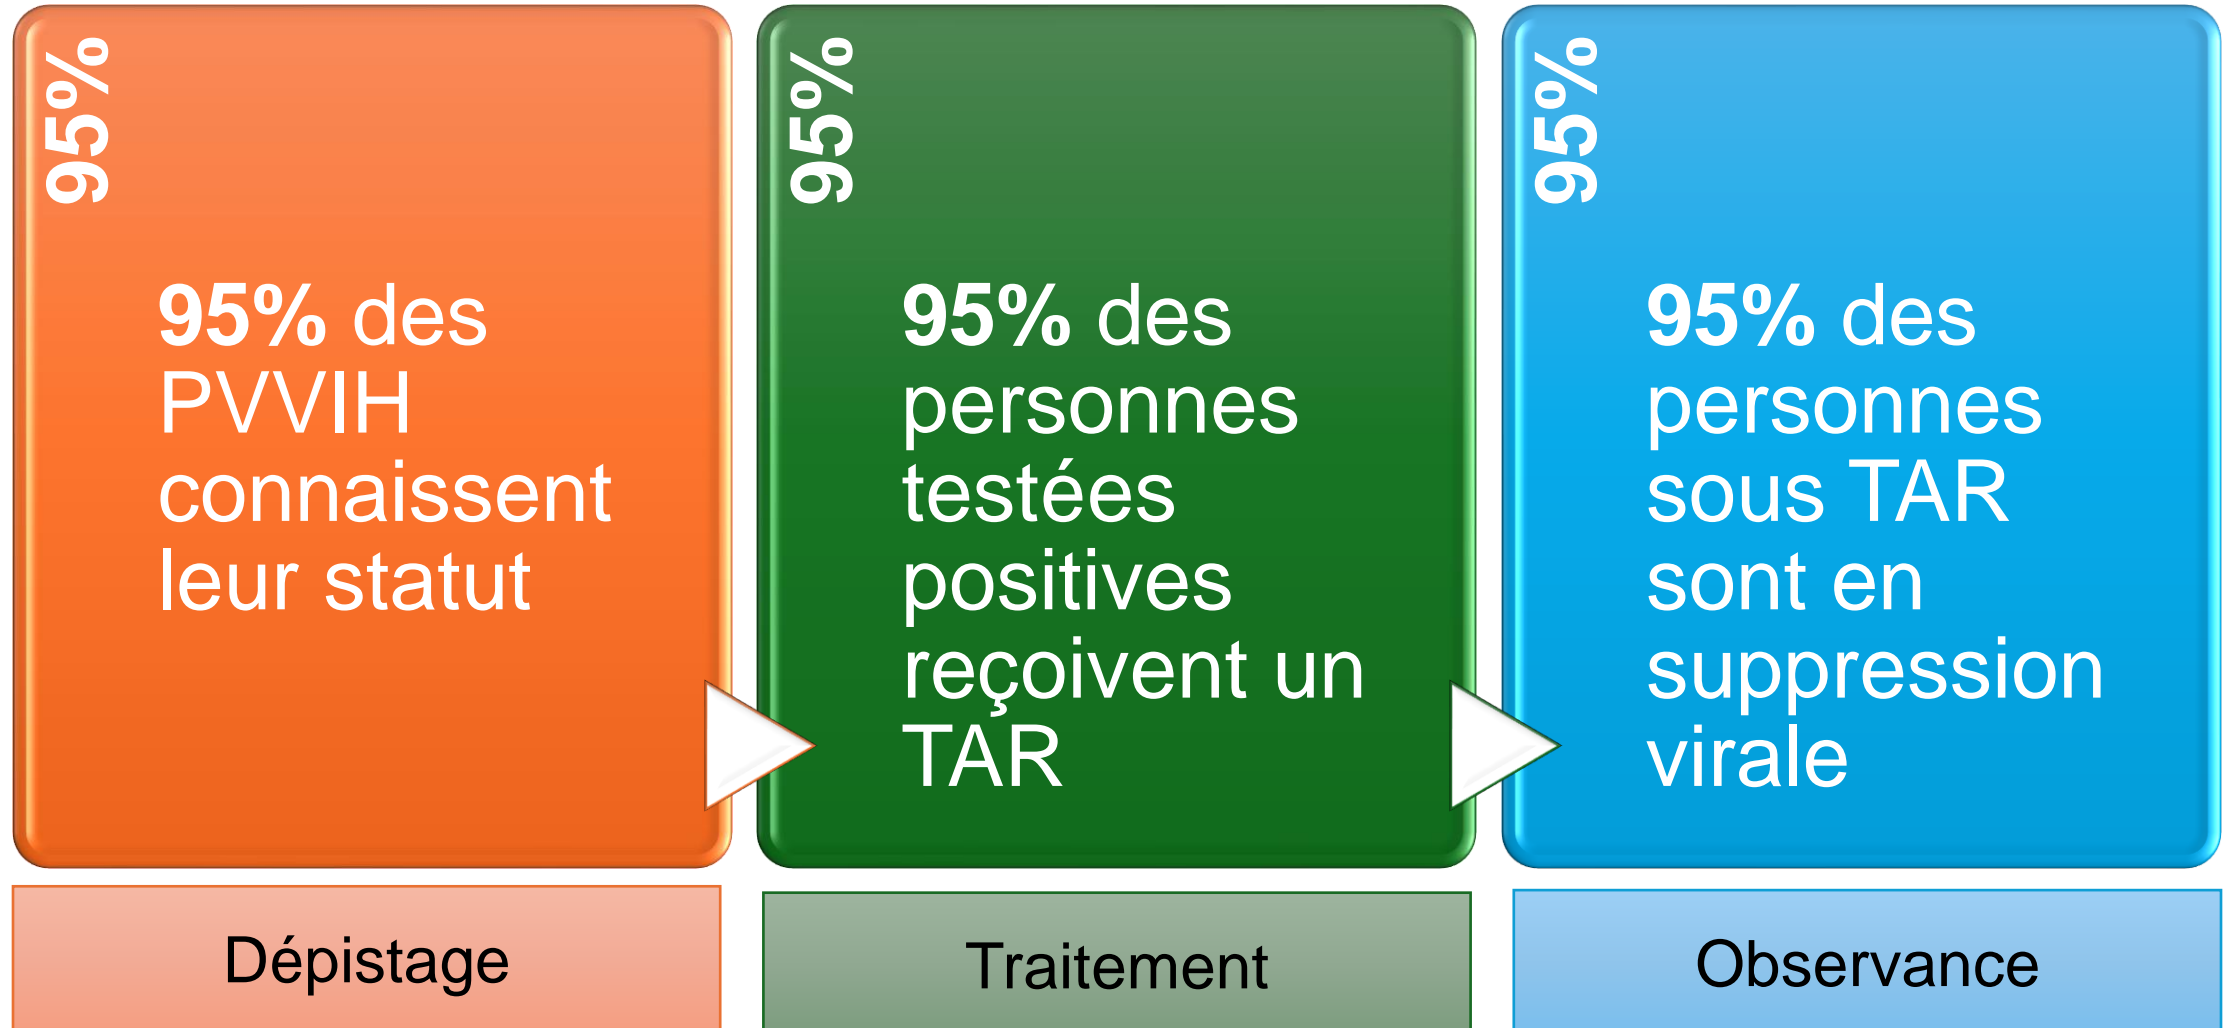 95%
95% des
PVVIH
connaissent
leur statut
Dépistage
95%
95% des
personnes
testées
positives
reçoivent un
TAR
Traitement
95%
95% des
personnes
sous TAR
sont en
suppression
virale
Observance